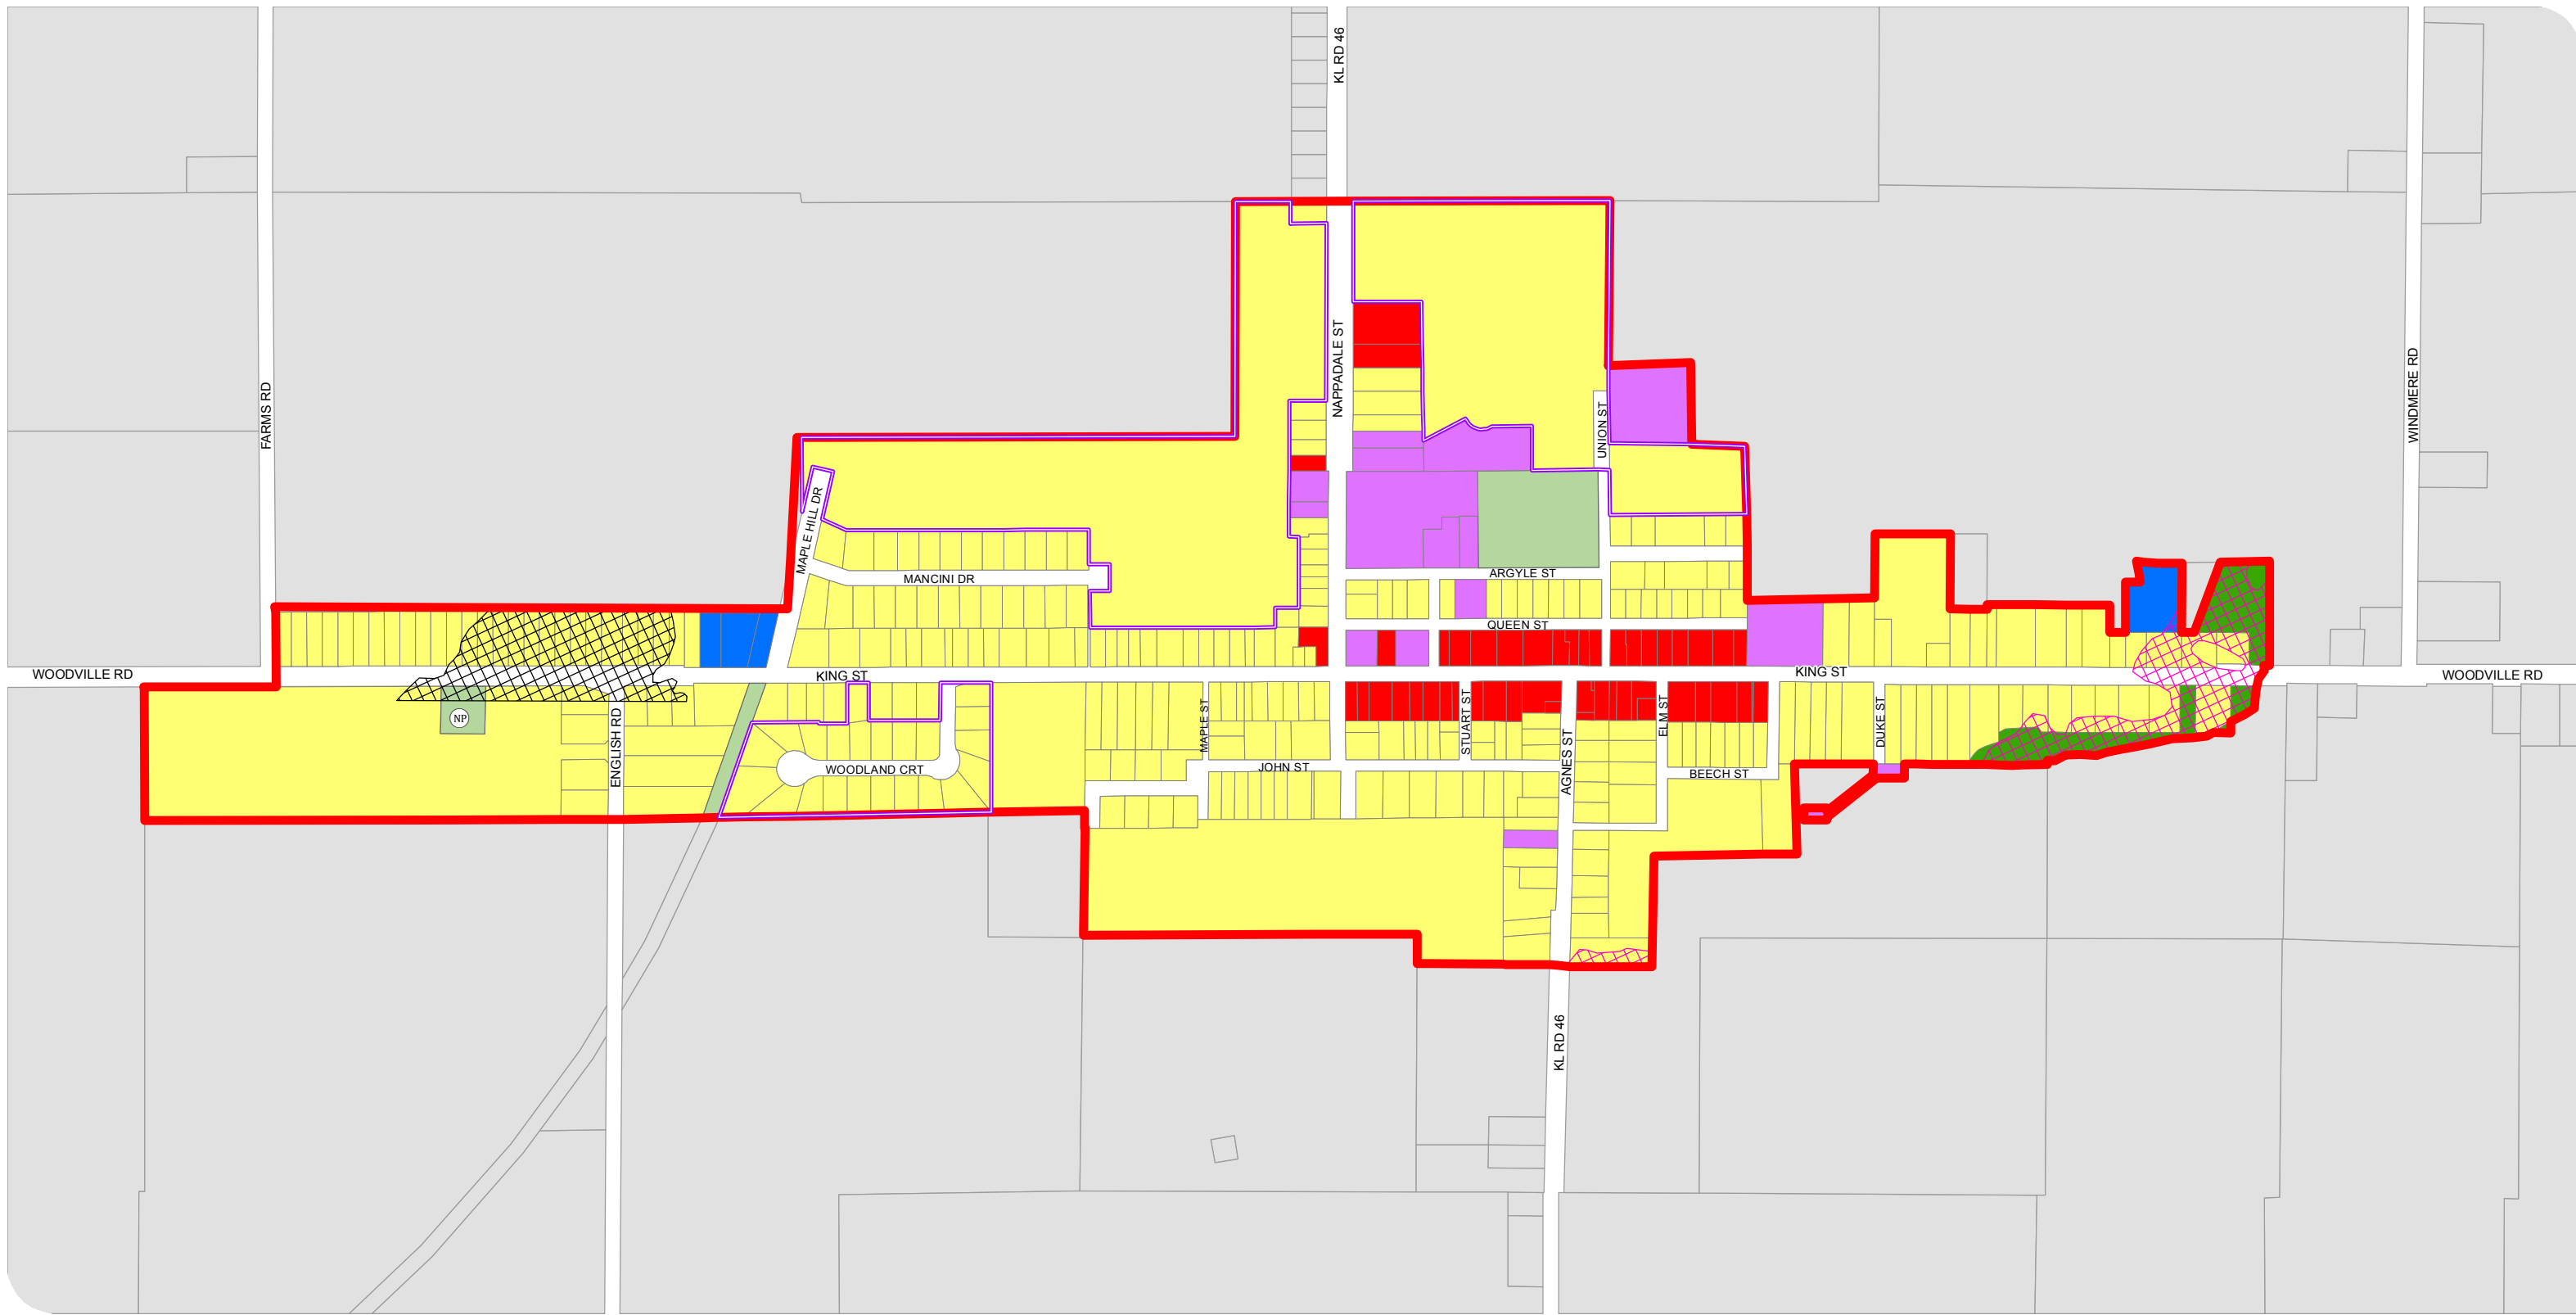 KL RD 46
NAPPADALE ST
FARMS RD
WINDMERE RD
UNION ST
MAPLE HILL DR
MANCINI DR
ARGYLE ST
QUEEN ST
WOODVILLE RD
KING ST
KING ST
WOODVILLE RD
NP
ENGLISH RD
MAPLE ST
STUART ST
ELM ST
DUKE ST
WOODLAND CRT
JOHN ST
AGNES ST
BEECH ST
KL RD 46